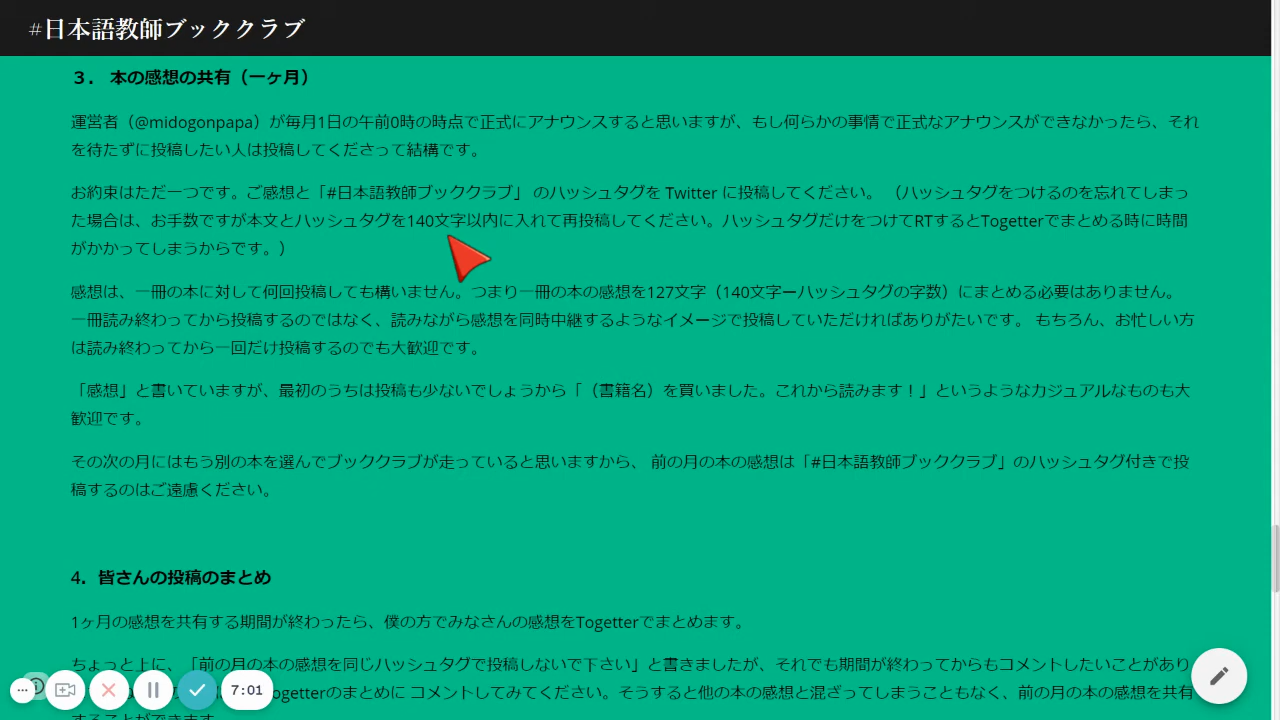 #日本語教師ブッククラブ
３． 本の感想の共有（一ヶ月）
運営者（@midogonpapa）が毎月1日の午前0時の時点で正式にアナウンスすると思いますが、もし何らかの事情で正式なアナウンスができなかったら、それ
を待たずに投稿したい人は投稿してくださって結構です。
お約束はただ一つです。ご感想と「#日本語教師ブッククラブ」 のハッシュタグを Twitter に投稿してください。 （ハッシュタグをつけるのを忘れてしまっ
た場合は、お手数ですが本文とハッシュタグを140文字以内に入れて再投稿してください。ハッシュタグだけをつけてRTするとTogetterでまとめる時に時間
がかかってしまうからです。）
感想は、一冊の本に対して何回投稿しても構いません。つまり一冊の本の感想を127文字（140文字ーハッシュタグの字数）にまとめる必要はありません。
一冊読み終わってから投稿するのではなく、読みながら感想を同時中継するようなイメージで投稿していただければありがたいです。 もちろん、お忙しい方
は読み終わってから一回だけ投稿するのでも大歓迎です。
「感想」と書いていますが、最初のうちは投稿も少ないでしょうから「（書籍名）を買いました。これから読みます！」というようなカジュアルなものも大
歓迎です。
その次の月にはもう別の本を選んでブッククラブが走っていると思いますから、 前の月の本の感想は「#日本語教師ブッククラブ」のハッシュタグ付きで投
稿するのはご遠慮ください。
4．皆さんの投稿のまとめ
1ヶ月の感想を共有する期間が終わったら、僕の方でみなさんの感想をTogetterでまとめます。
ちょっと上に、「前の月の本の感想を同じハッシュタグで投稿しないで下さい」と書きましたが、それでも期間が終わってからもコメントしたいことがあり
ogetterのまとめに コメントしてみてください。そうすると他の本の感想と混ざってしまうこともなく、前の月の本の感想を共有
することができます
7:01